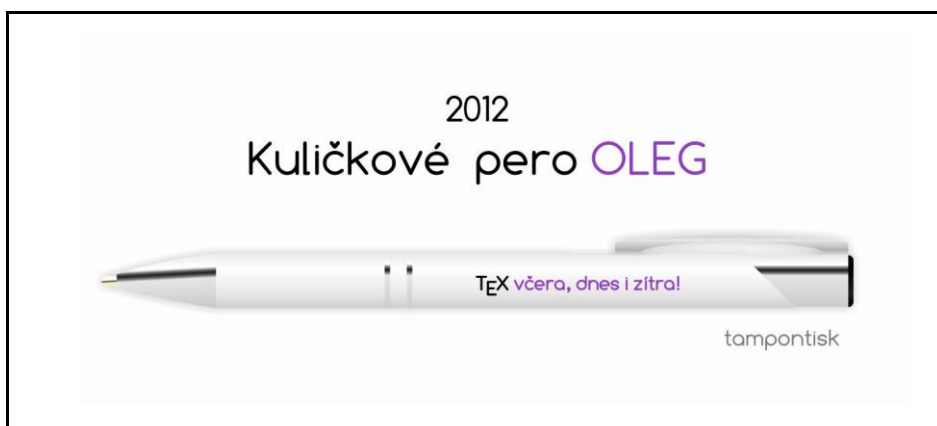 2012
Kuličkové pero OLEG
TEX včera, dnes i zítra!
tampontisk